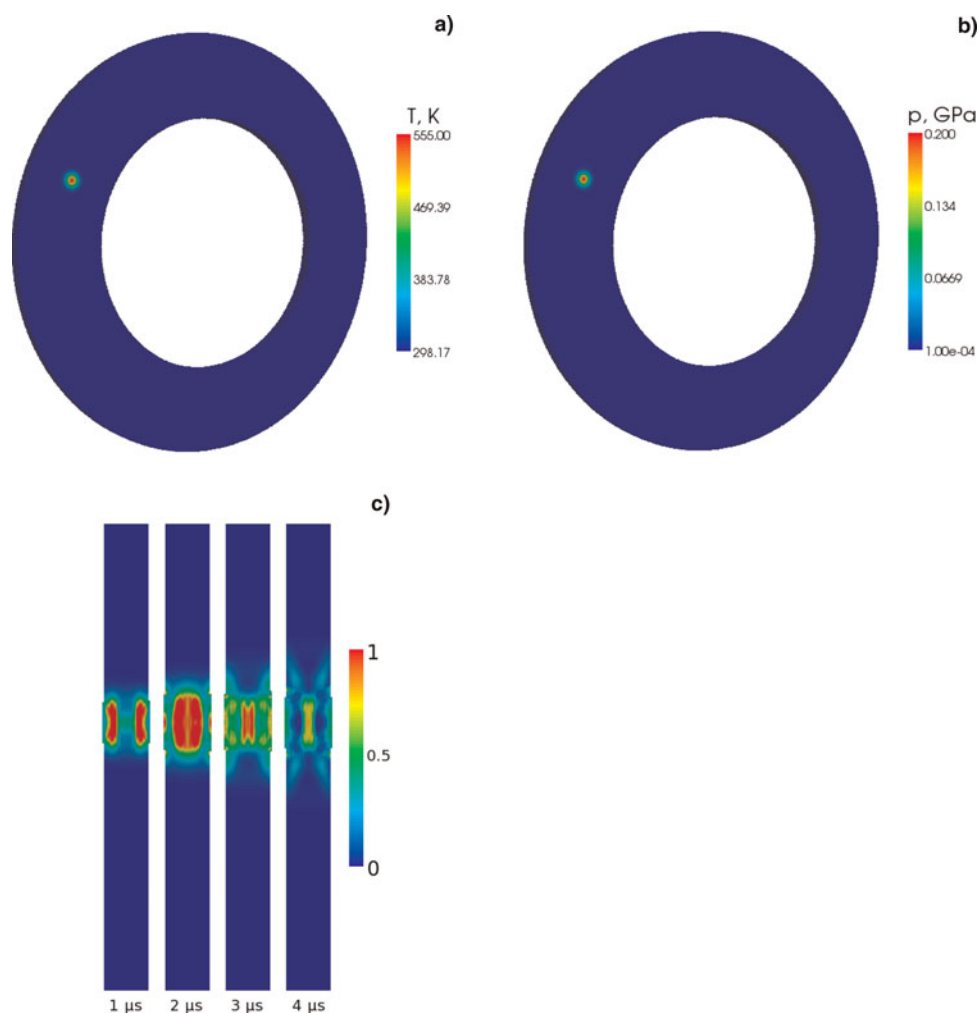 a)
T, K
555.00
469.39
383.78
298.17
b)
p, GPa
0.200
0.134
0.0669
1.00e-04
c)
1
0.5
0
1 µs 2 µs 3 µs 4 µs